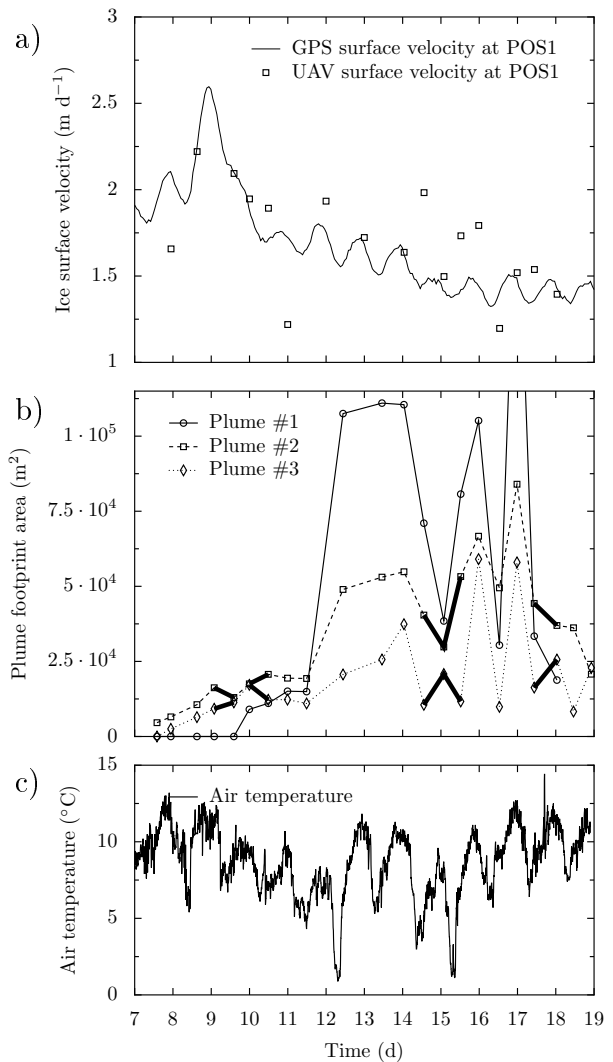 a)
3
2.5
2
1.5
1
Ice surface velocity (m d⁻¹)
GPS surface velocity at POS1
UAV surface velocity at POS1
b)
1 · 10⁵
7.5 · 10⁴
5 · 10⁴
2.5 · 10⁴
0
Plume footprint area (m²)
Plume #1
Plume #2
Plume #3
c)
15
10
5
0
Air temperature (°C)
Air temperature
7 8 9 10 11 12 13 14 15 16 17 18 19
Time (d)